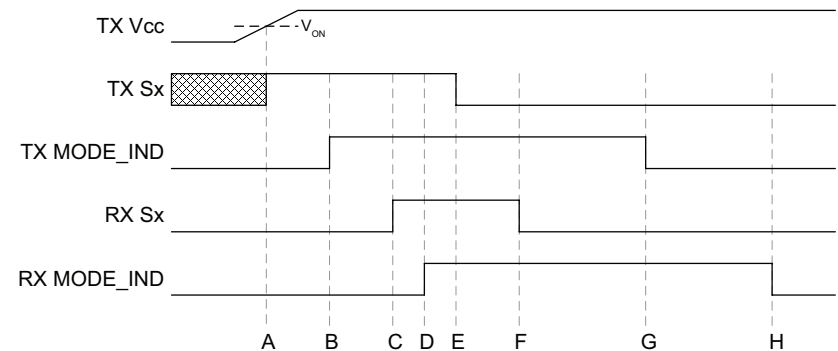 TX Vcc
V_ON
TX Sx
TX MODE_IND
RX Sx
RX MODE_IND
A B C D E F G H